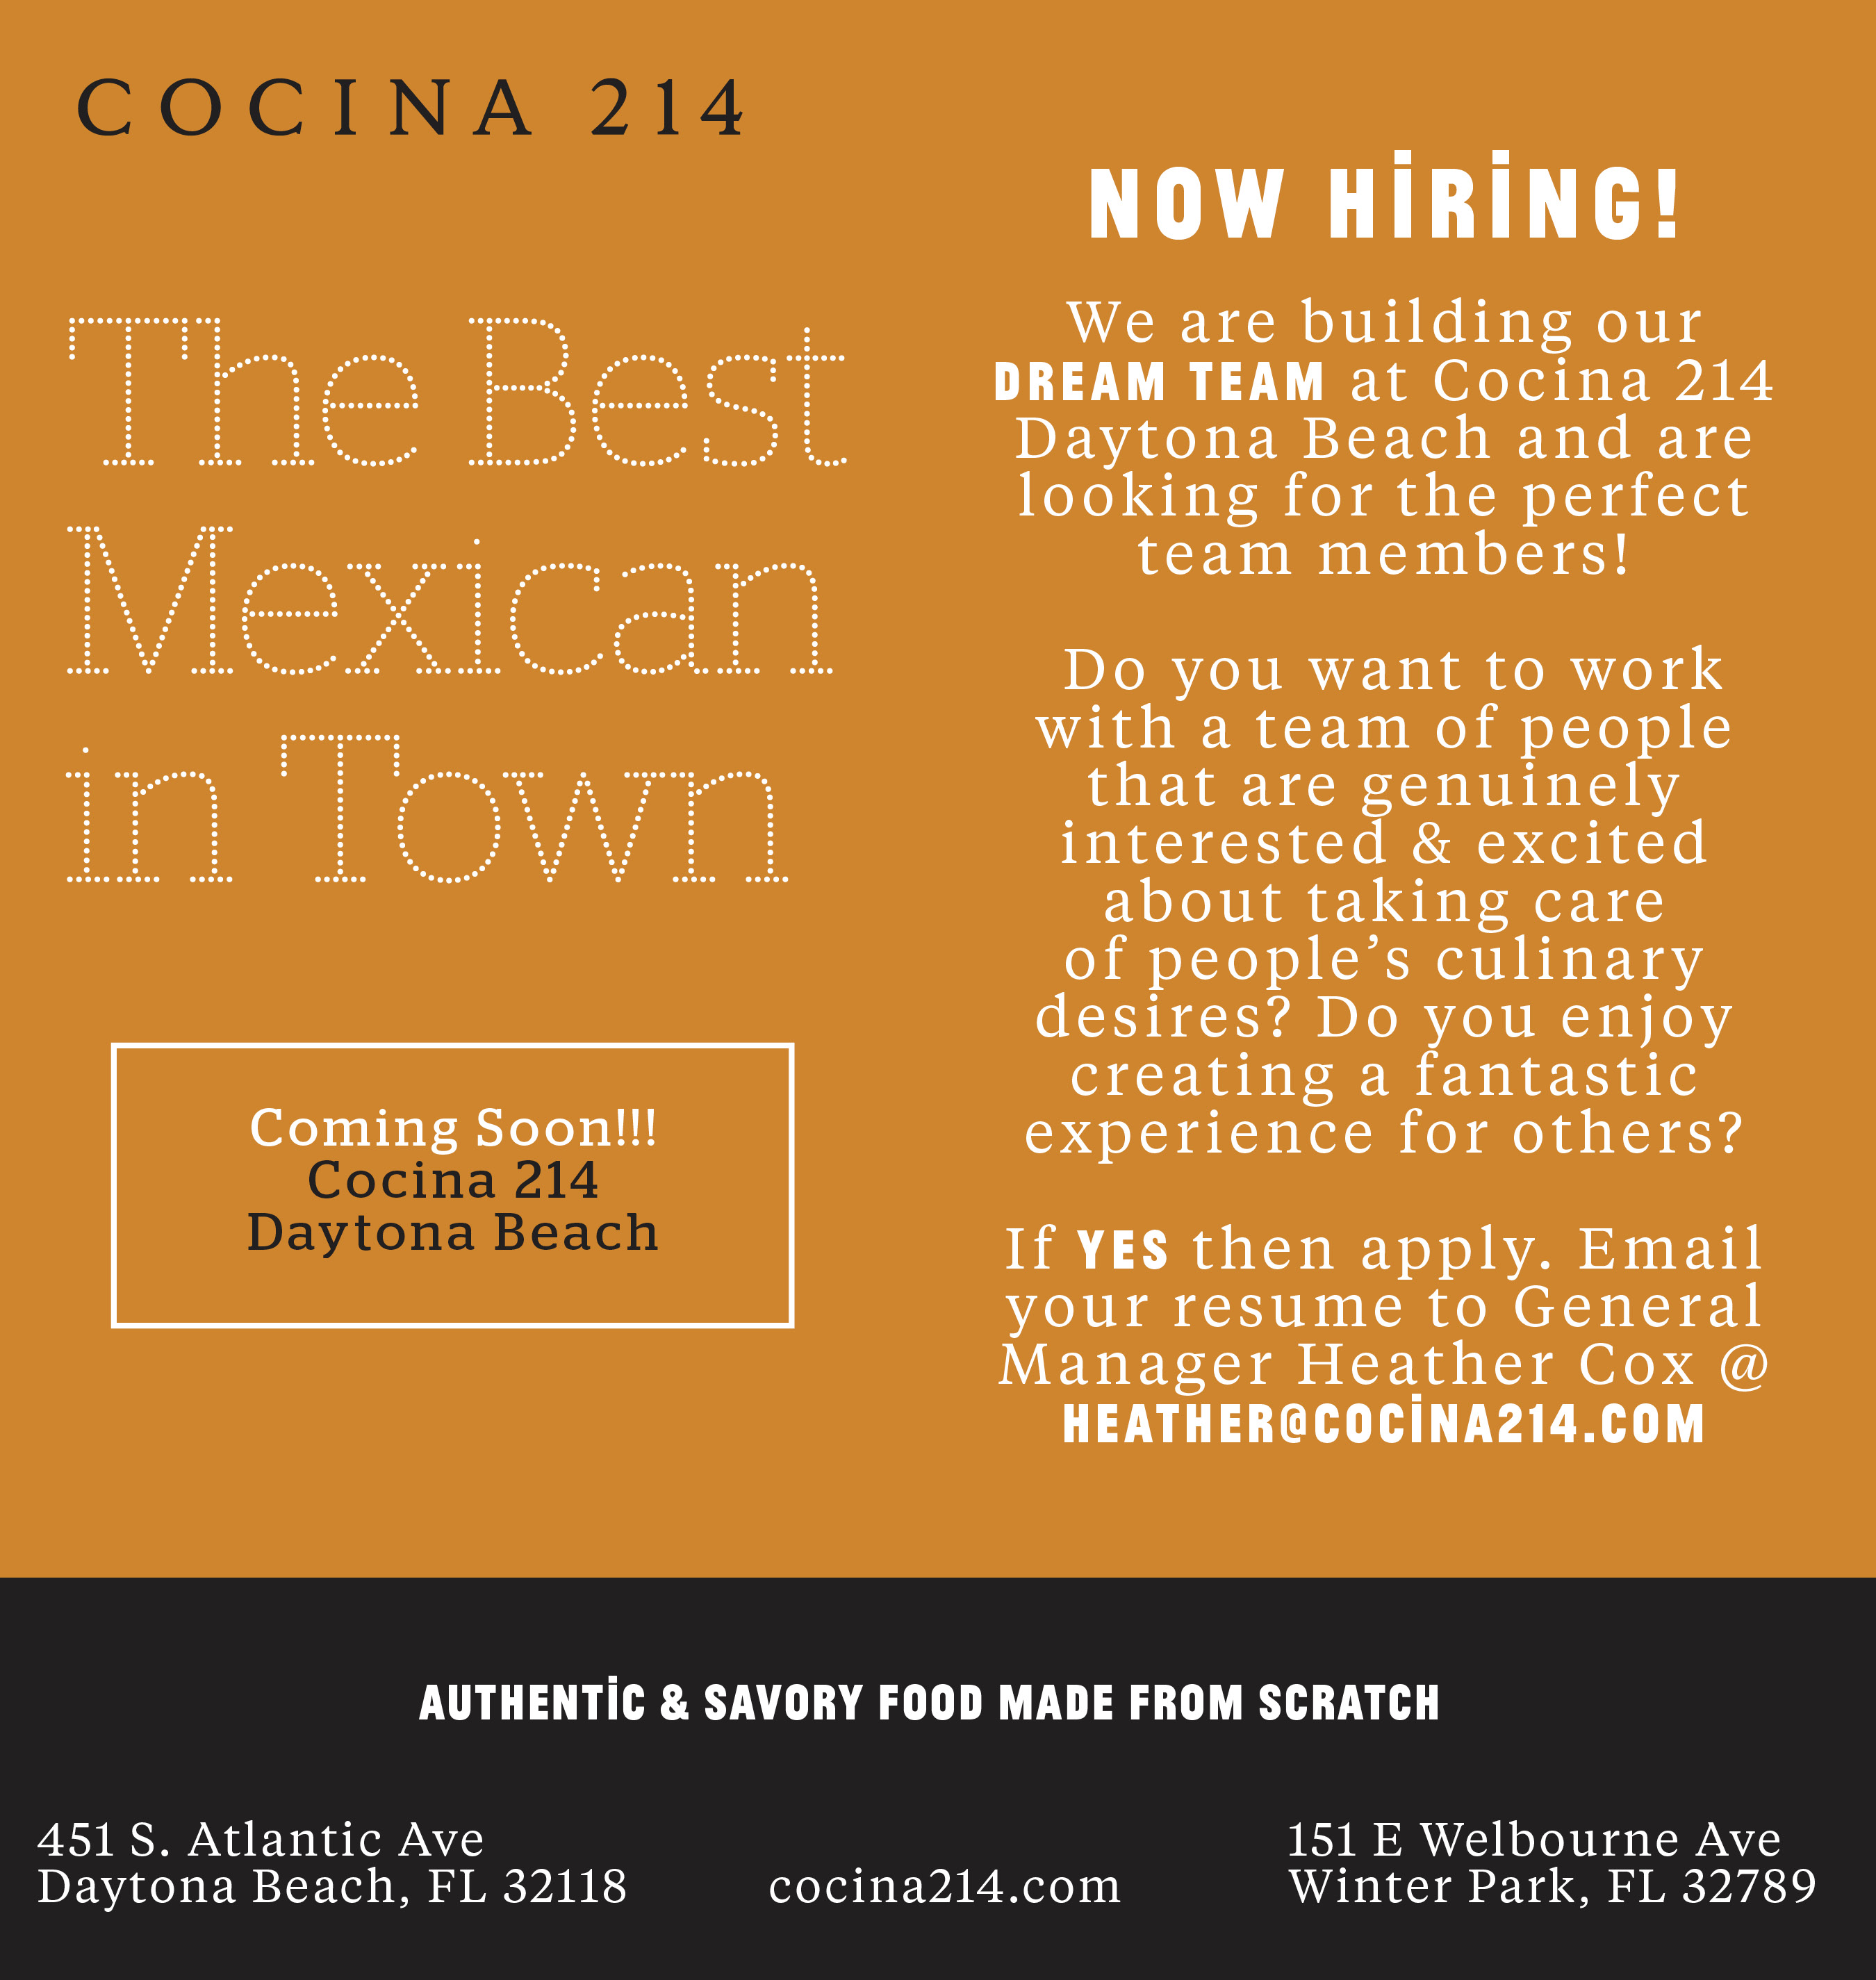 COCINA 214
The Best
Mexican
in Town
Coming Soon!!!
Cocina 214
Daytona Beach
NOW HiRiNG!
We are building our
DREAM TEAM at Cocina 214
Daytona Beach and are
looking for the perfect
team members!
Do you want to work
with a team of people
that are genuinely
interested & excited
about taking care
of people’s culinary
desires? Do you enjoy
creating a fantastic
experience for others?
If YES then apply. Email
your resume to General
Manager Heather Cox @
HEATHER@COCiNA214.COM
AUTHENTiC & SAVORY FOOD MADE FROM SCRATCH
451 S. Atlantic Ave
Daytona Beach, FL 32118
cocina214.com
151 E Welbourne Ave
Winter Park, FL 32789